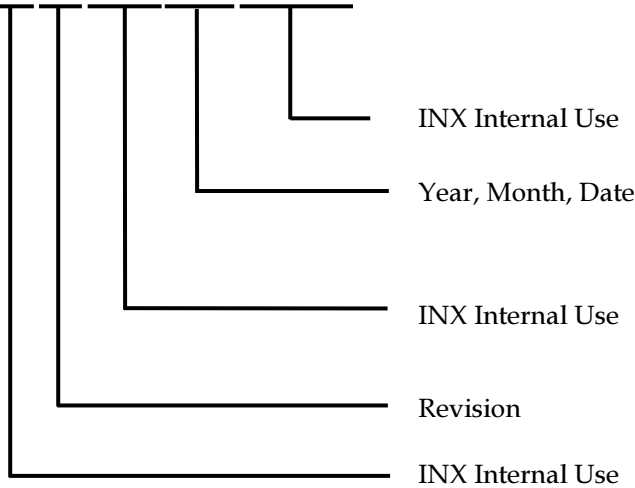 INX Internal Use
Year, Month, Date
INX Internal Use
Revision
INX Internal Use